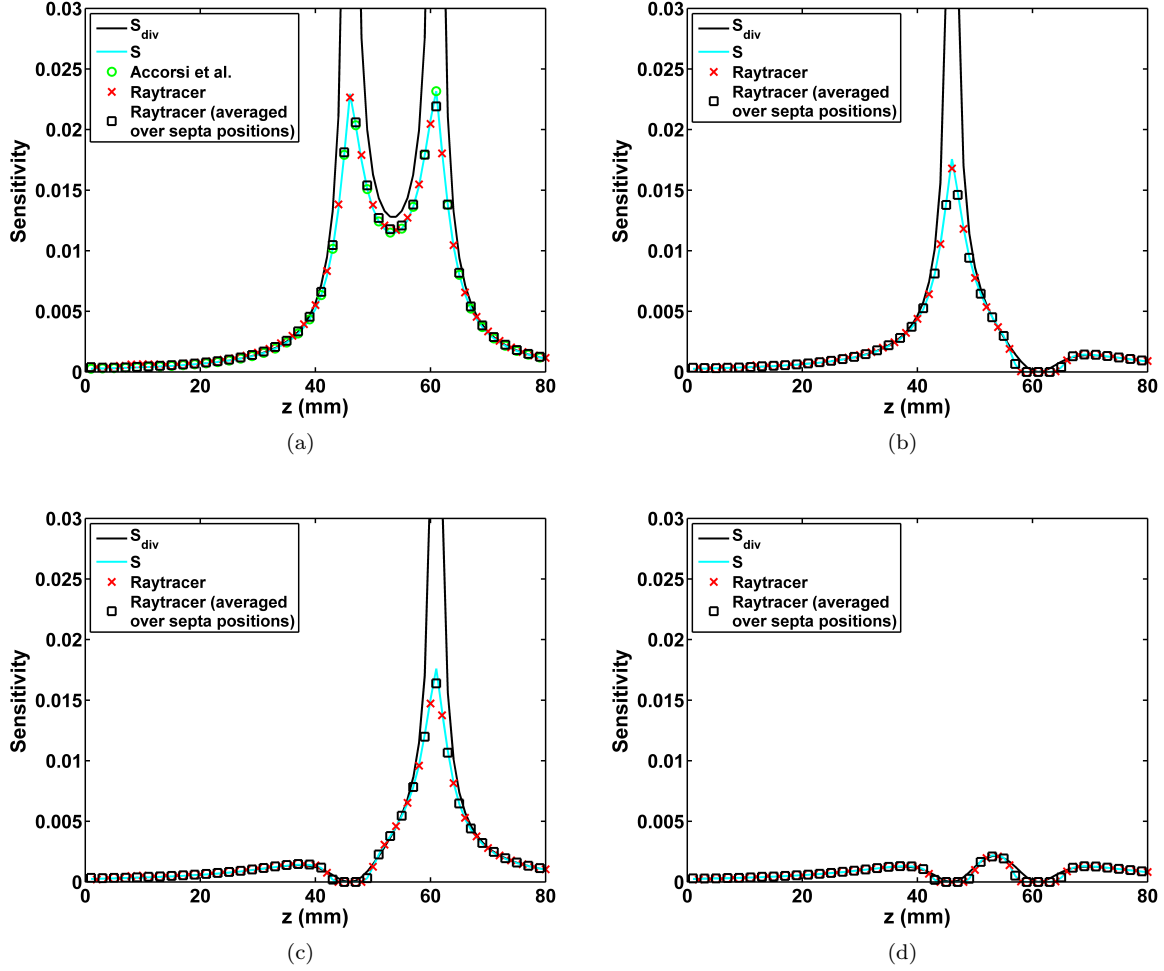 0.03
0.025
0.02
0.015
0.01
0.005
0
Sensitivity
S_div
S
Accorsi et al.
Raytracer
Raytracer (averaged
over septa positions)
0 20 40 60 80
z (mm)
(a)
0.03
0.025
0.02
0.015
0.01
0.005
0
Sensitivity
S_div
S
Raytracer
Raytracer (averaged
over septa positions)
0 20 40 60 80
z (mm)
(b)
0.03
0.025
0.02
0.015
0.01
0.005
0
Sensitivity
S_div
S
Raytracer
Raytracer (averaged
over septa positions)
0 20 40 60 80
z (mm)
(c)
0.03
0.025
0.02
0.015
0.01
0.005
0
Sensitivity
S_div
S
Raytracer
Raytracer (averaged
over septa positions)
0 20 40 60 80
z (mm)
(d)